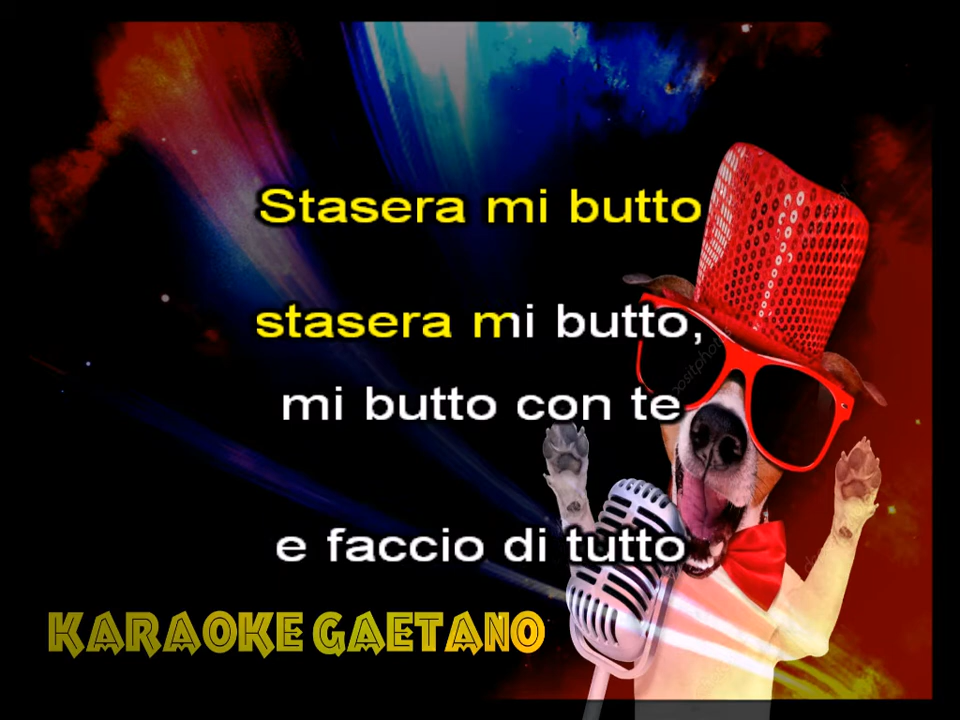 Stasera mi butto
stasera mi butto,
mi butto con te
e faccio di tutto
KARAOKE GAETANO